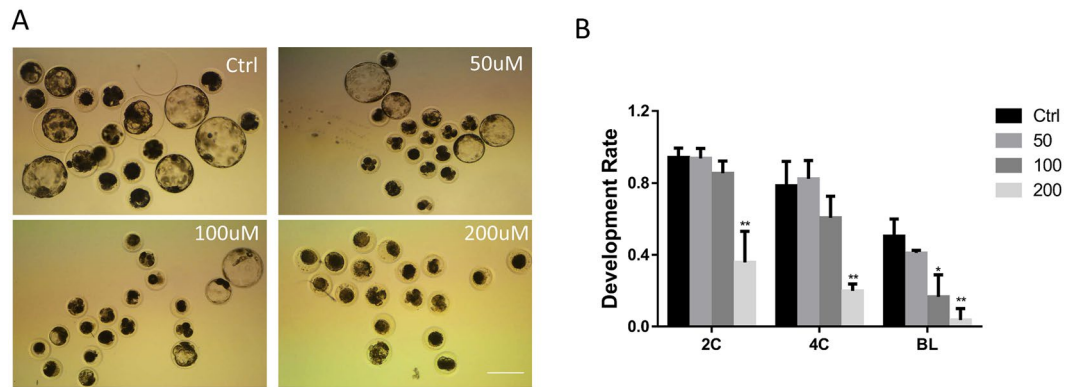 A
Ctrl
50uM
100uM
200uM
B
Development Rate
1.2
0.8
0.4
0.0
**
**
*
**
2C
4C
BL
Ctrl
50
100
200